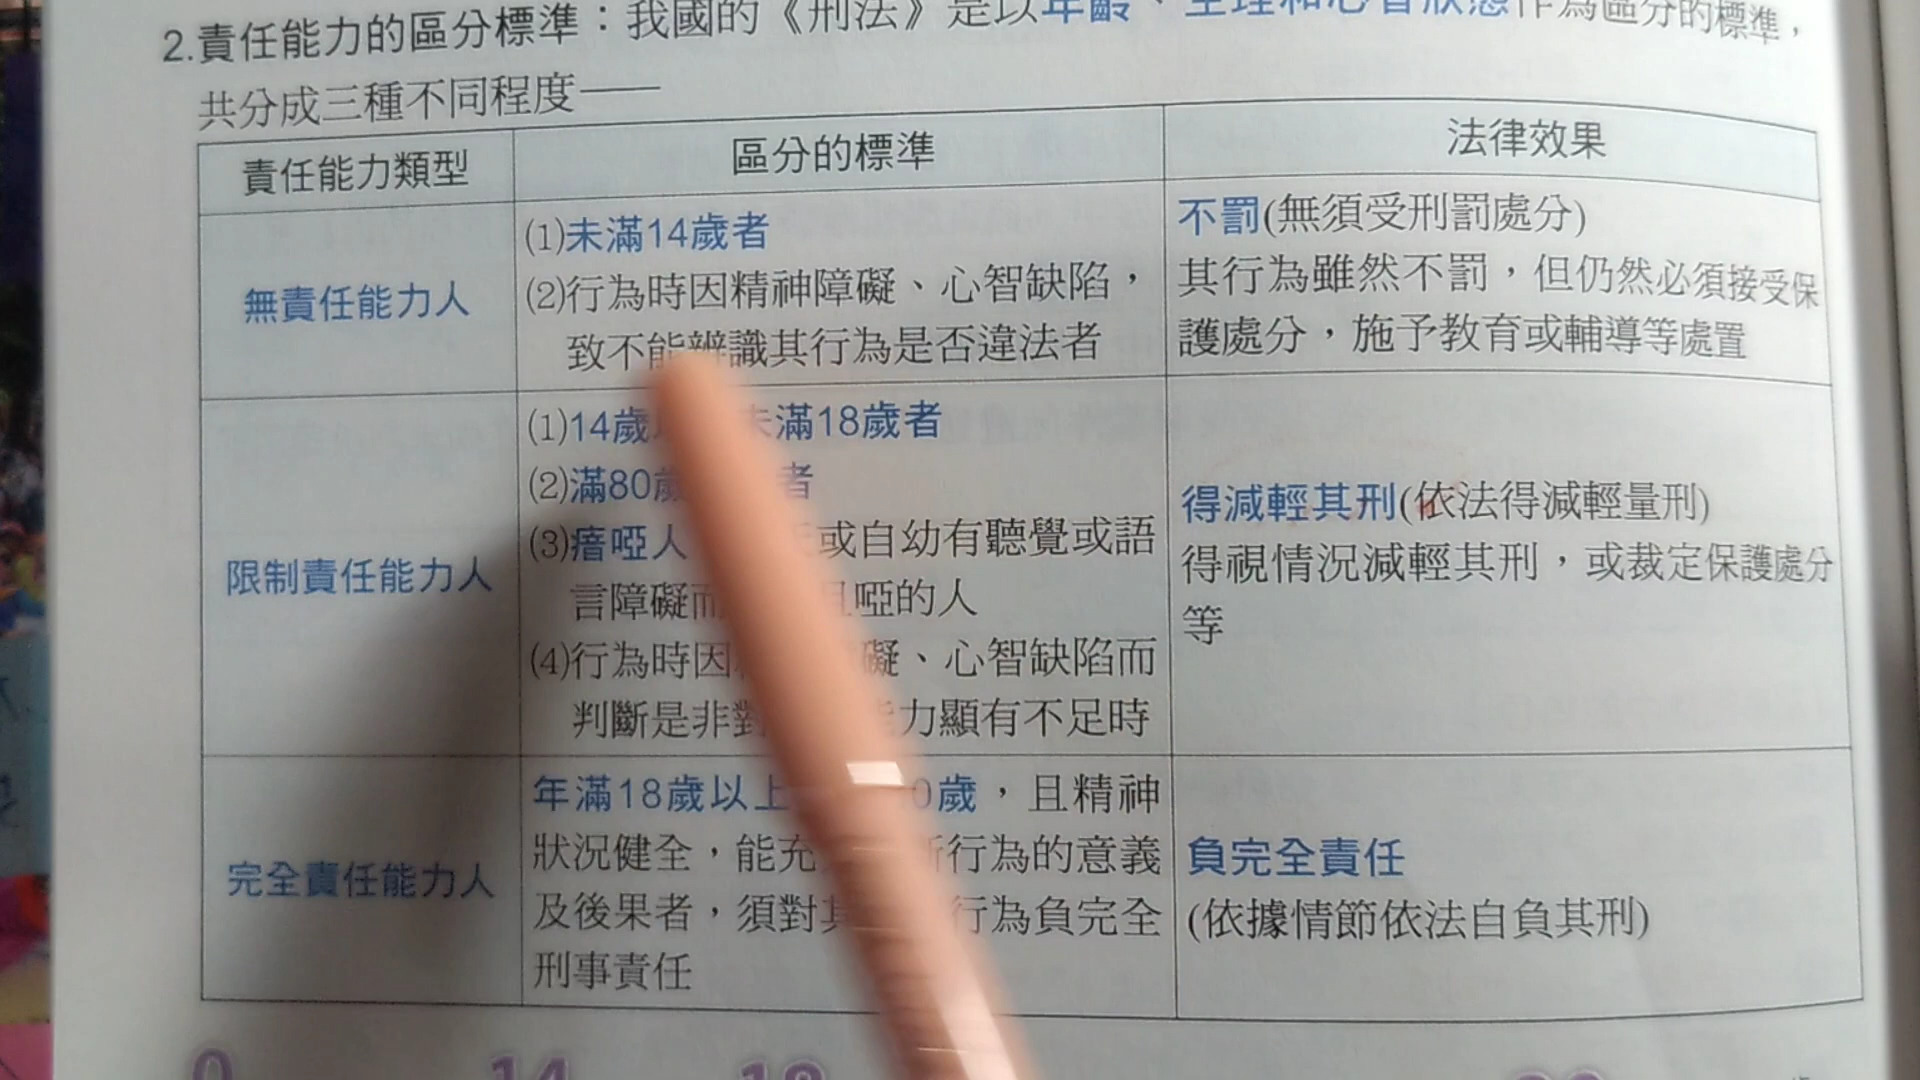 2.責任能力的區分標準：我國的《刑法》是以年齡、生理和心智狀態作為區分的標準，
共分成三種不同程度——
責任能力類型
區分的標準
法律效果
無責任能力人
(1)未滿14歲者
(2)行為時因精神障礙、心智缺陷，
致不能辨識其行為是否違法者
不罰(無須受刑罰處分)
其行為雖然不罰，但仍然必須接受保
護處分，施予教育或輔導等處置
限制責任能力人
(1)14歲 未滿18歲者
(2)滿80歲 者
(3)瘖啞人 或自幼有聽覺或語
言障礙而 且啞的人
(4)行為時因 礙、心智缺陷而
判斷是非對 能力顯有不足時
得減輕其刑(依法得減輕量刑)
得視情況減輕其刑，或裁定保護處分
等
完全責任能力人
年滿18歲以上 0歲，且精神
狀況健全，能充 行為的意義
及後果者，須對其 行為負完全
刑事責任
負完全責任
(依據情節依法自負其刑)
0 14 18